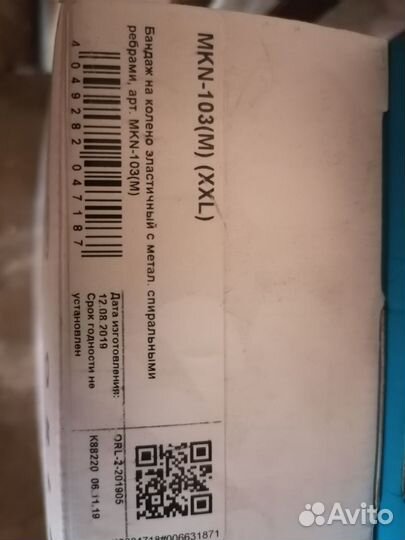 MKN-103(M) (XXL)
Бандаж на колено эластичный с метал. спиральными
ребрами, арт. MKN-103(M)
4049282047187
Дата изготовления:
12.08.2019
Срок годности не
установлен
ORL-2-201905
K88220 06.11.19
Avito